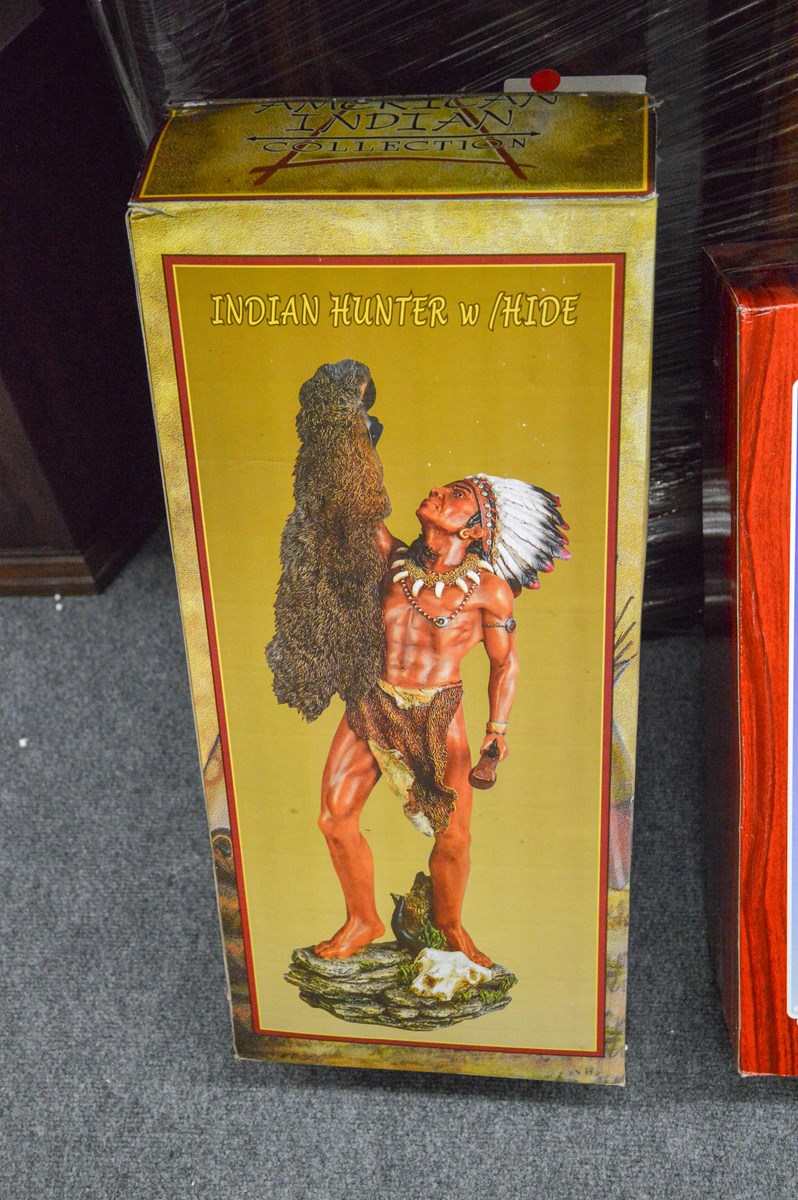 AMERICAN
INDIAN
COLLECTION
INDIAN HUNTER w /HIDE